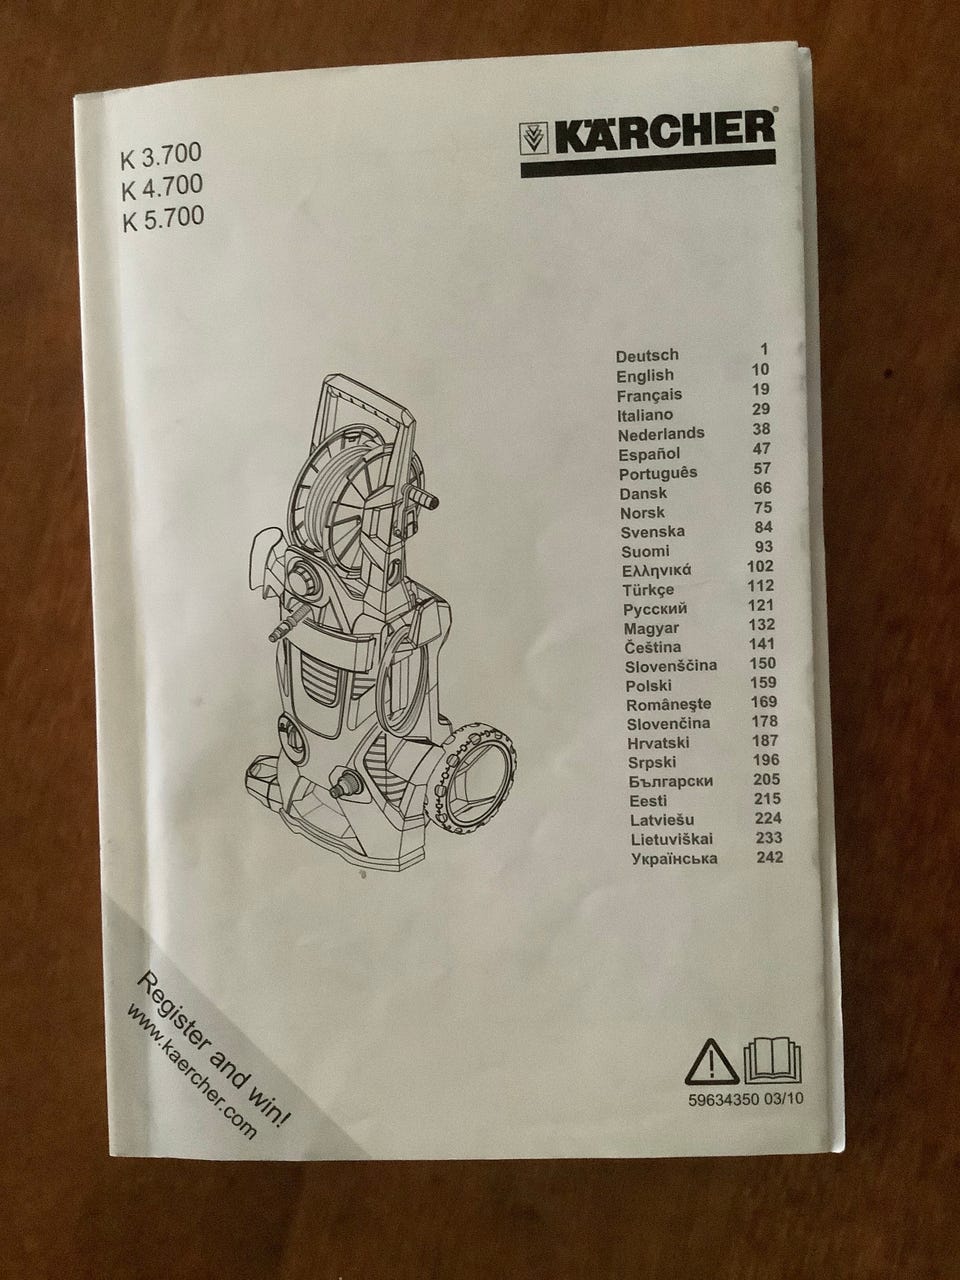 K 3.700
K 4.700
K 5.700
KÄRCHER®
Deutsch 1
English 10
Français 19
Italiano 29
Nederlands 38
Español 47
Português 57
Dansk 66
Norsk 75
Svenska 84
Suomi 93
Ελληνικά 102
Türkçe 112
Русский 121
Magyar 132
Čeština 141
Slovenščina 150
Polski 159
Româneşte 169
Slovenčina 178
Hrvatski 187
Srpski 196
Български 205
Eesti 215
Latviešu 224
Lietuviškai 233
Українська 242
Register and win!
www.kaercher.com
59634350 03/10